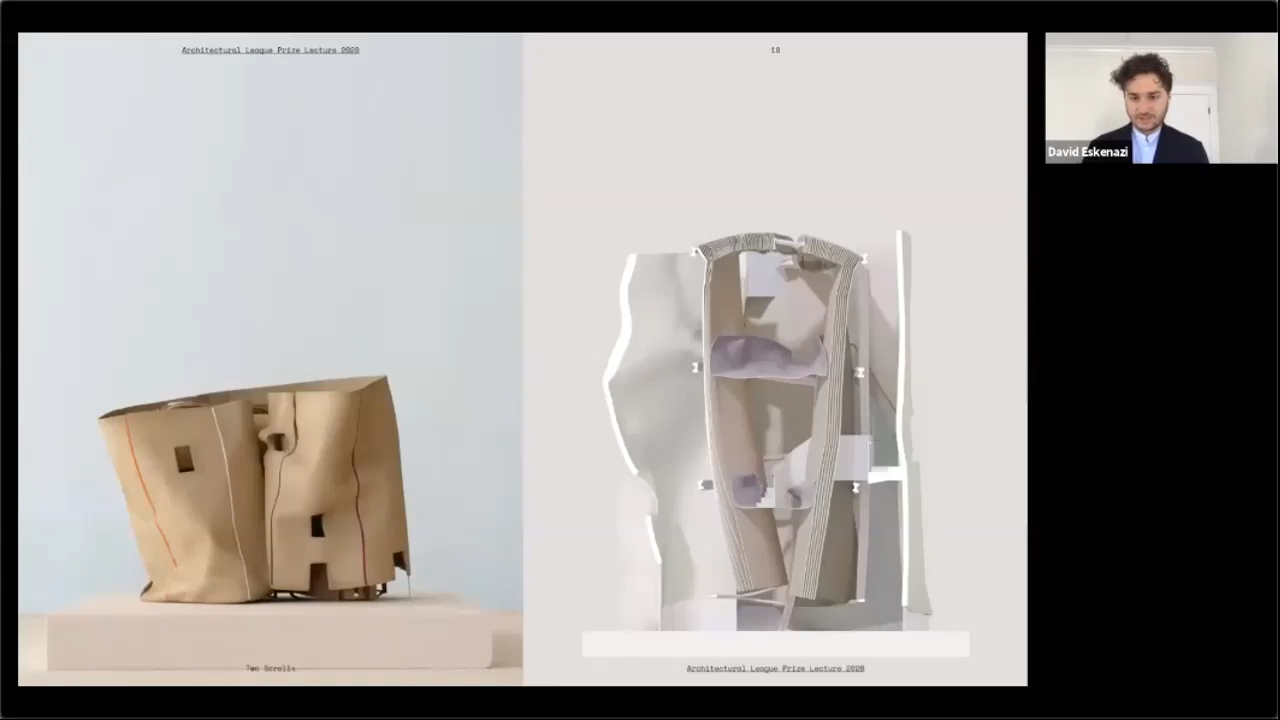 Architectural League Prize Lecture 2020
18
David Eskenazi
Two Scrolls
Architectural League Prize Lecture 2020